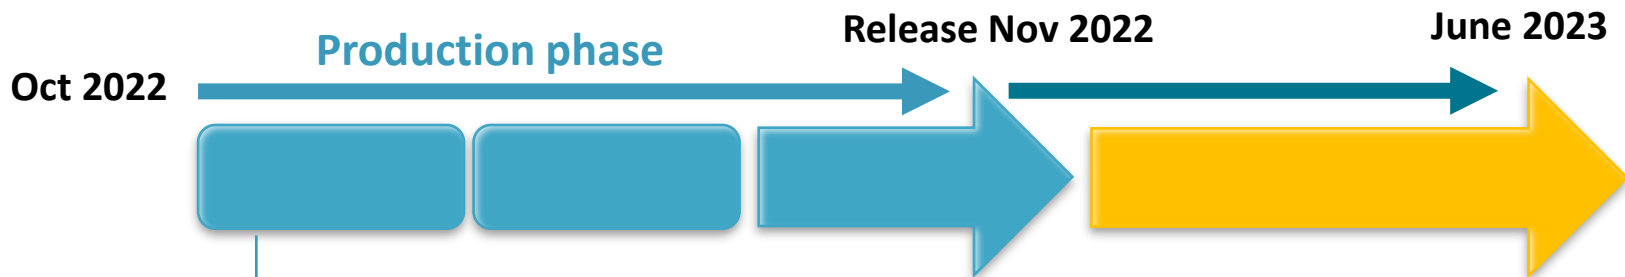 Oct 2022
Production phase
Release Nov 2022
June 2023